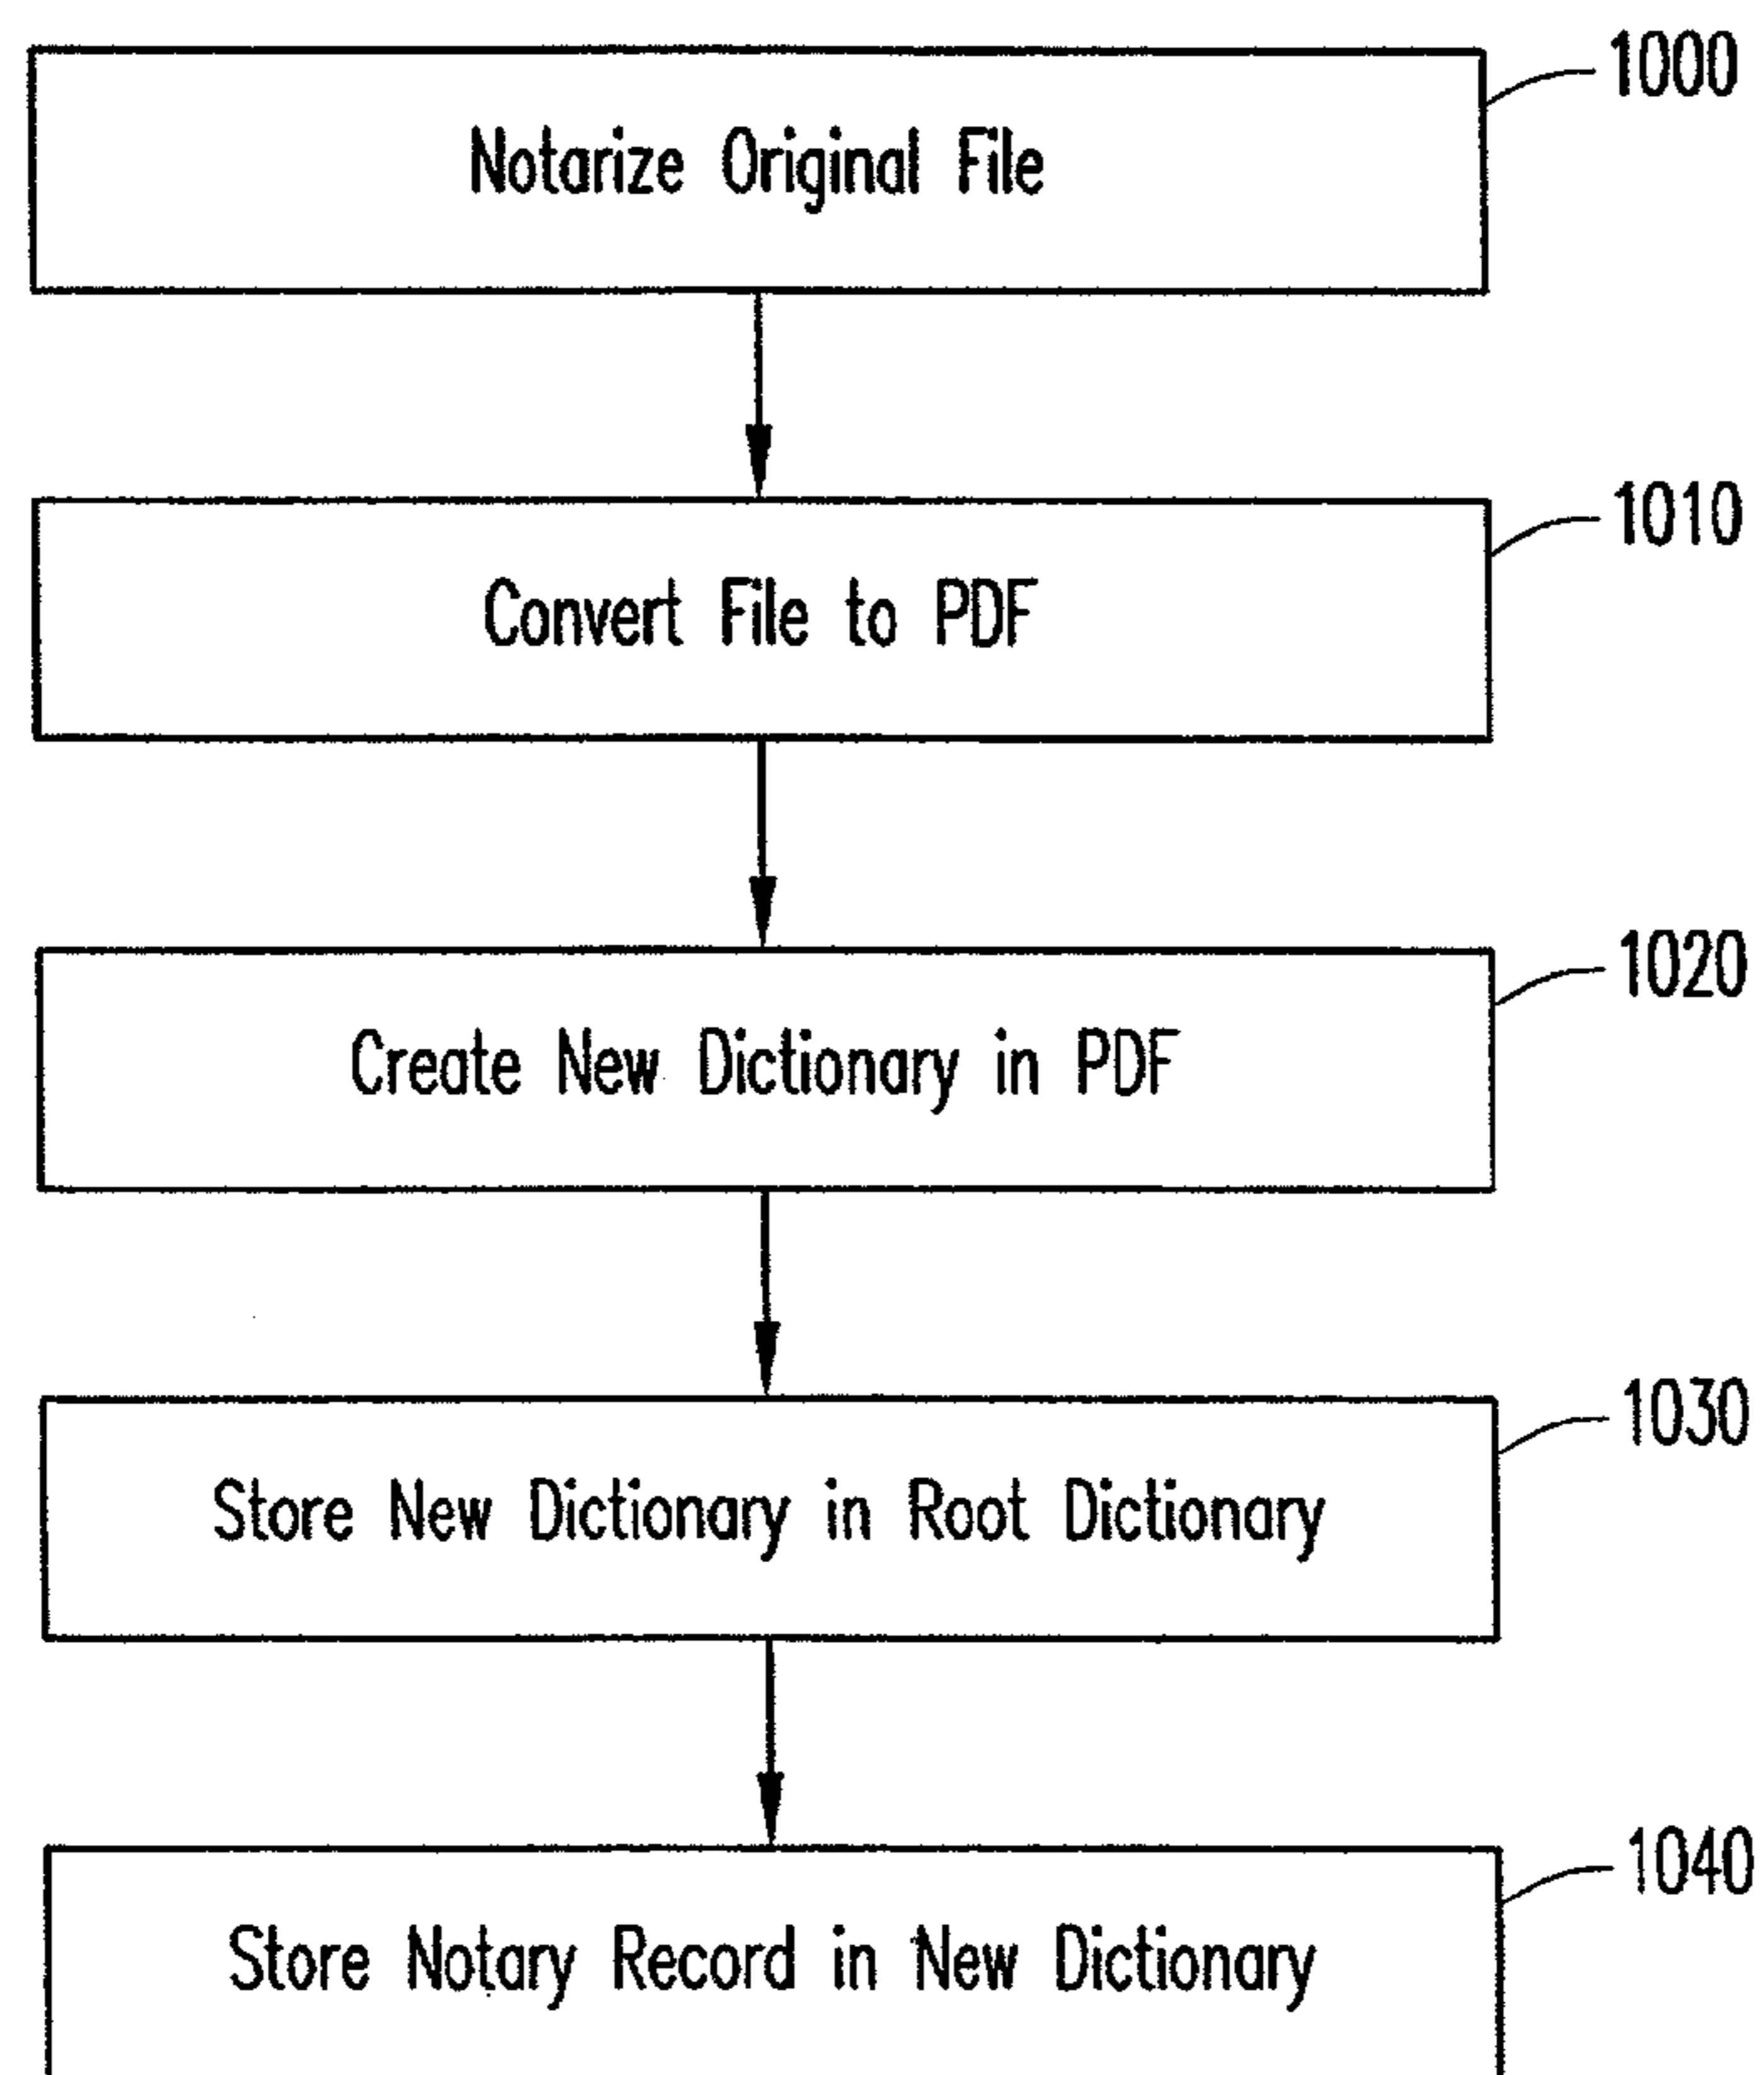 1000
Notarize Original File
1010
Convert File to PDF
1020
Create New Dictionary in PDF
1030
Store New Dictionary in Root Dictionary
1040
Store Notary Record in New Dictionary